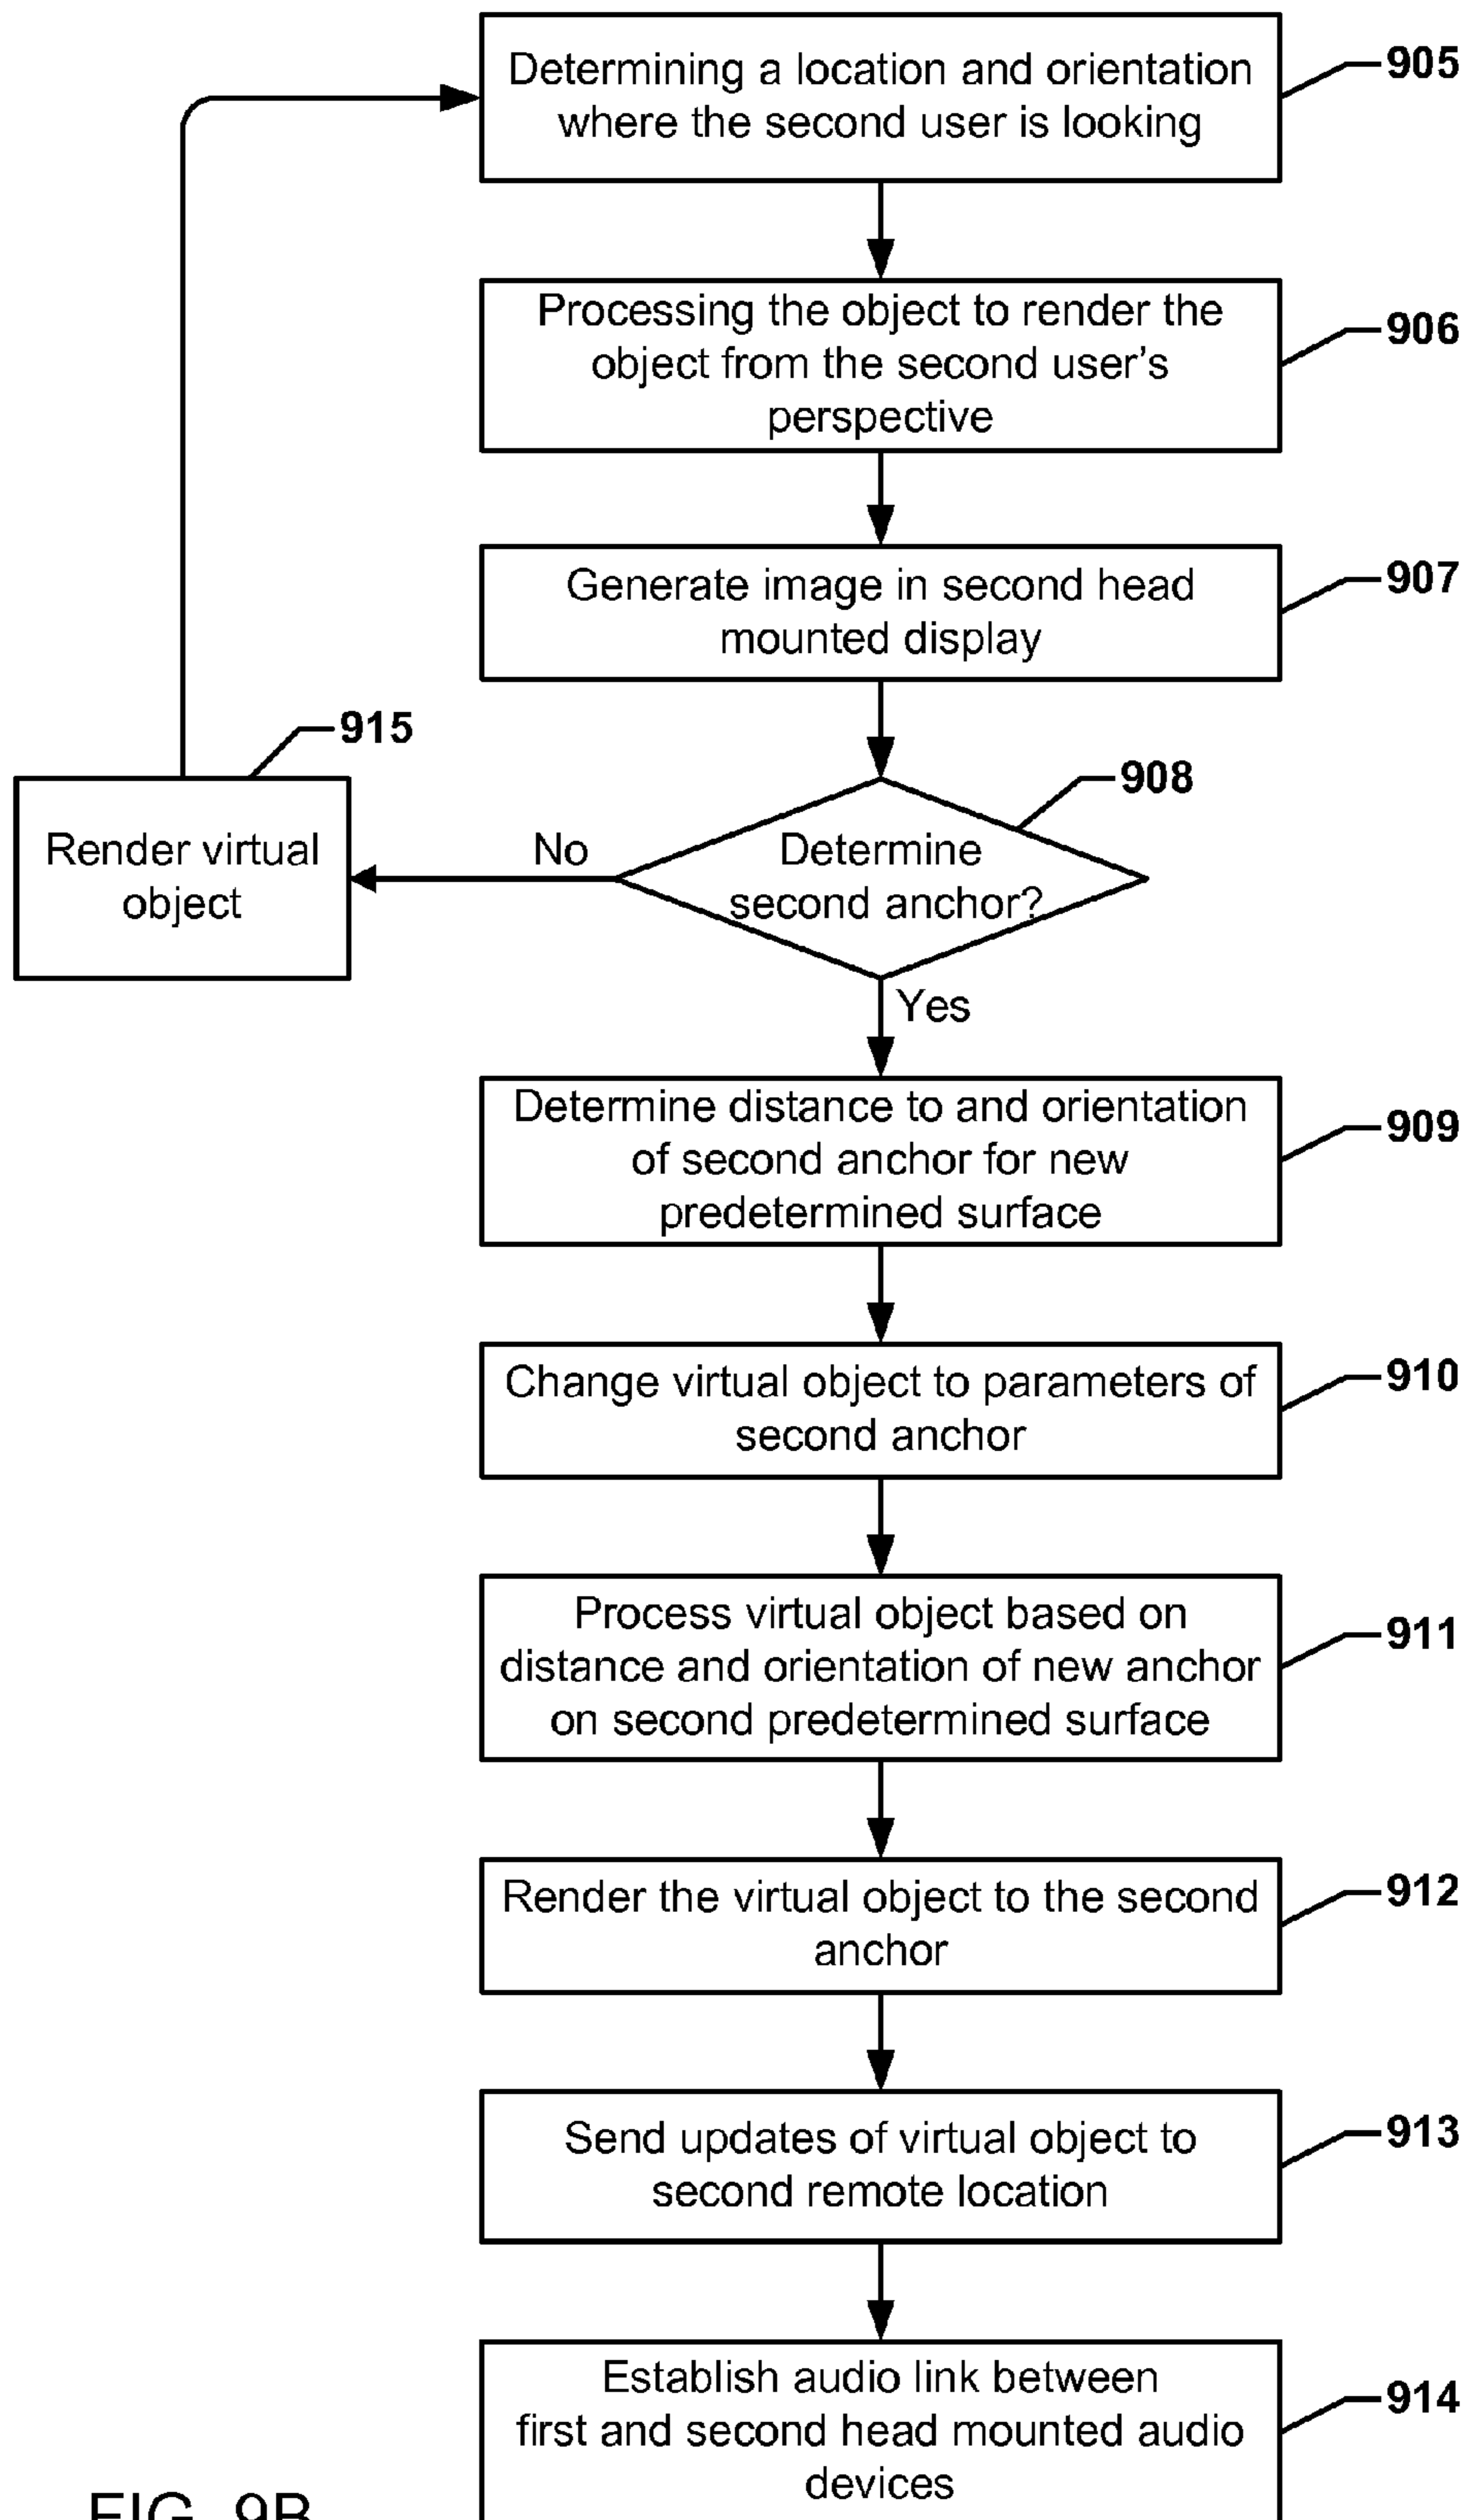 Determining a location and orientation
where the second user is looking
905
Processing the object to render the
object from the second user's
perspective
906
Generate image in second head
mounted display
907
915
908
Render virtual
object
No
Determine
second anchor?
Yes
Determine distance to and orientation
of second anchor for new
predetermined surface
909
Change virtual object to parameters of
second anchor
910
Process virtual object based on
distance and orientation of new anchor
on second predetermined surface
911
Render the virtual object to the second
anchor
912
Send updates of virtual object to
second remote location
913
Establish audio link between
first and second head mounted audio
devices
914
FIG. 9B